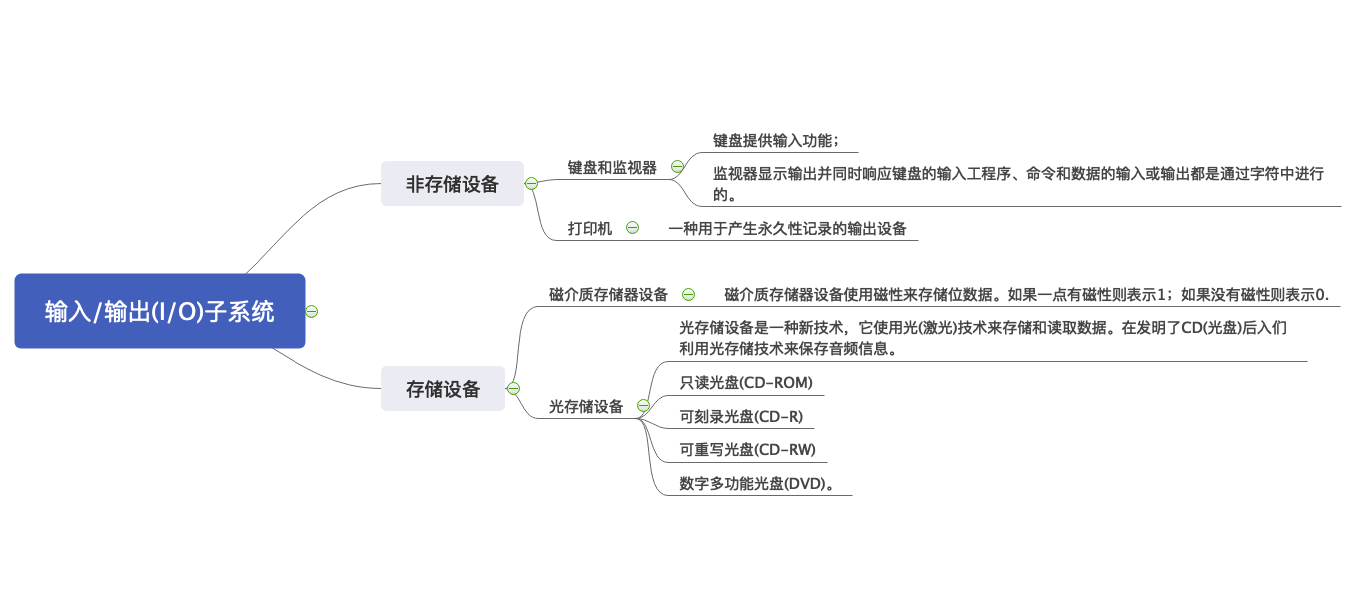 键盘提供输入功能；
键盘和监视器
监视器显示输出并同时响应键盘的输入工程序、命令和数据的输入或输出都是通过字符中进行
的。
非存储设备
打印机
一种用于产生永久性记录的输出设备
输入/输出(I/O)子系统
磁介质存储器设备
磁介质存储器设备使用磁性来存储位数据。如果一点有磁性则表示1；如果没有磁性则表示0.
光存储设备是一种新技术，它使用光(激光)技术来存储和读取数据。在发明了CD(光盘)后入们
利用光存储技术来保存音频信息。
存储设备
只读光盘(CD-ROM)
光存储设备
可刻录光盘(CD-R)
可重写光盘(CD-RW)
数字多功能光盘(DVD)。